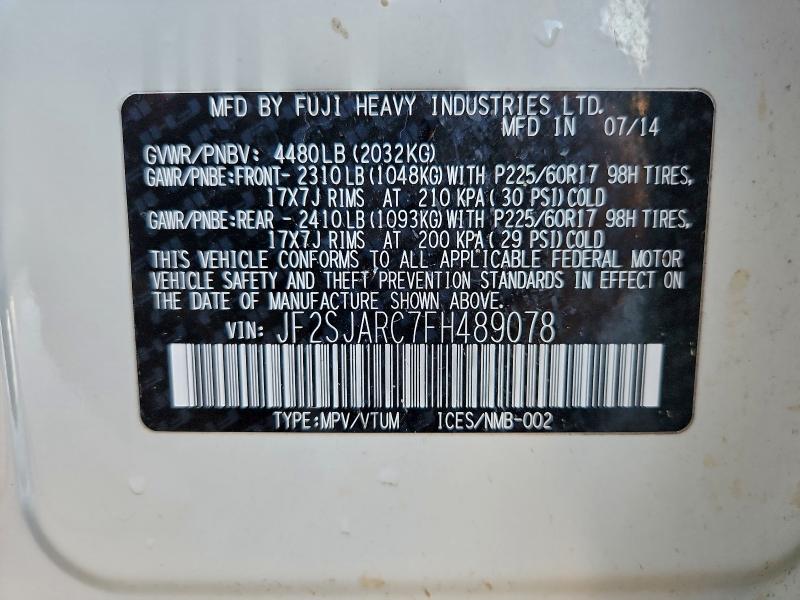 MFD BY FUJI HEAVY INDUSTRIES LTD.
MFD IN 07/14
GVWR/PNBV: 4480LB (2032KG)
GAWR/PNBE:FRONT- 2310LB (1048KG)WITH P225/60R17 98H TIRES,
17X7J RIMS AT 210 KPA( 30 PSI)COLD
GAWR/PNBE:REAR - 2410LB (1093KG)WITH P225/60R17 98H TIRES,
17X7J RIMS AT 200 KPA( 29 PSI)COLD
THIS VEHICLE CONFORMS TO ALL APPLICABLE FEDERAL MOTOR
VEHICLE SAFETY AND THEFT PREVENTION STANDARDS IN EFFECT ON
THE DATE OF MANUFACTURE SHOWN ABOVE.
VIN: JF2SJARC7FH489078
TYPE:MPV/VTUM ICES/NMB-002